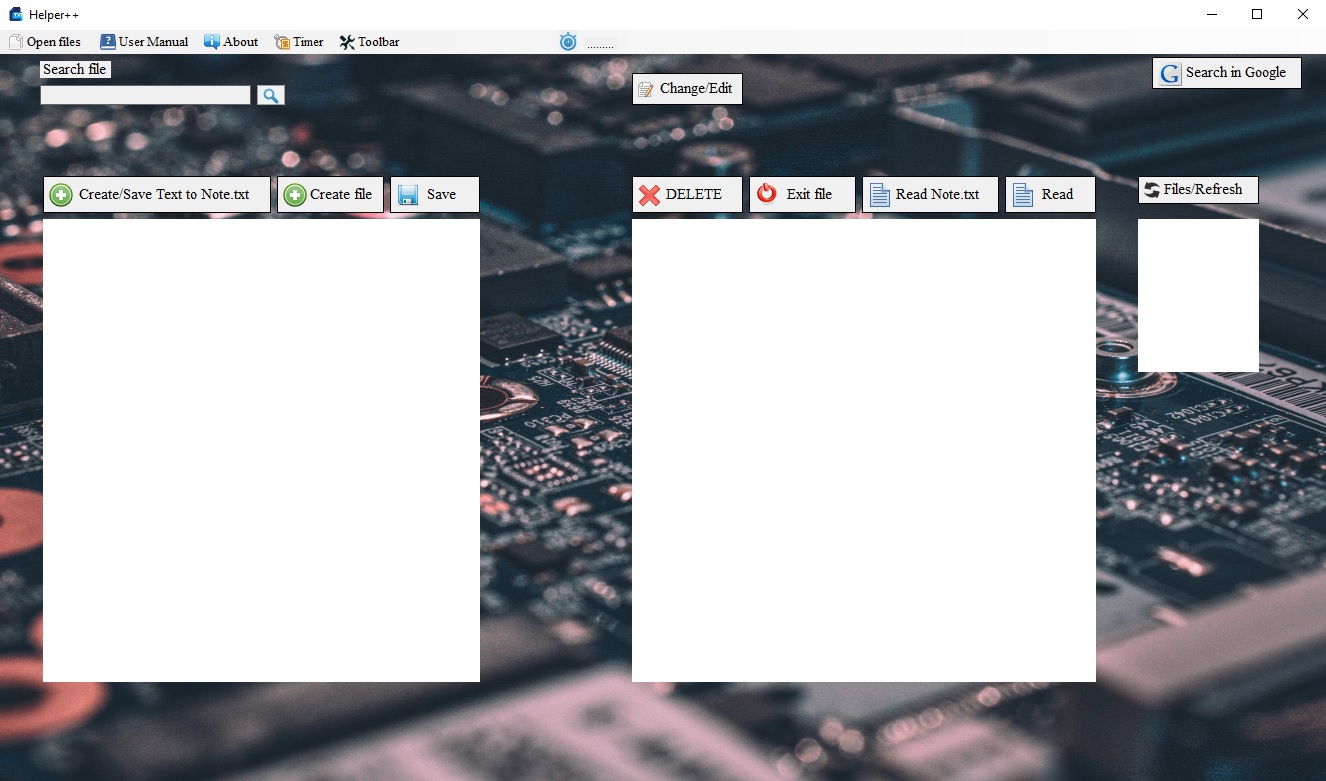 Helper++
Open files
User Manual
About
Timer
Toolbar
.........
Search file
Change/Edit
Search in Google
Create/Save Text to Note.txt
Create file
Save
DELETE
Exit file
Read Note.txt
Read
Files/Refresh